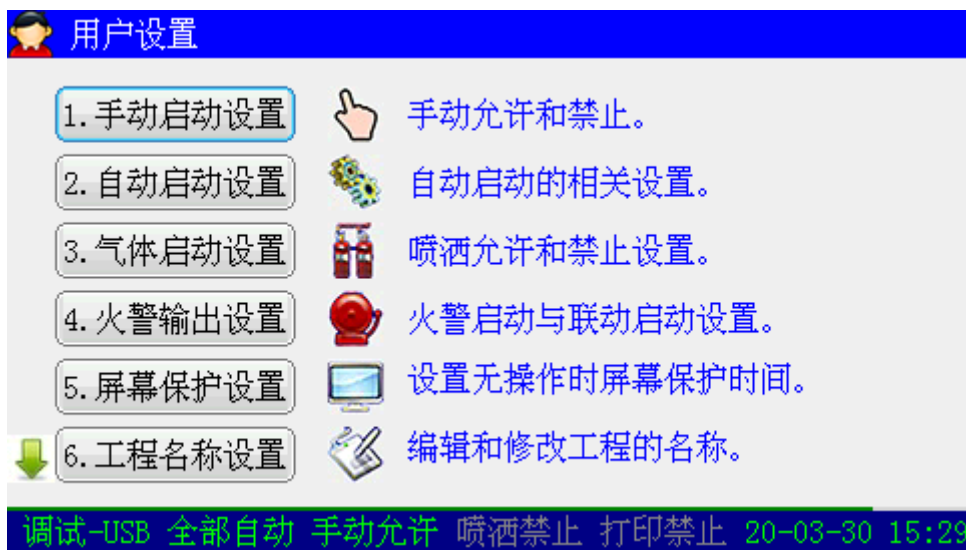 用户设置
1.手动启动设置 手动允许和禁止。
2.自动启动设置 自动启动的相关设置。
3.气体启动设置 喷洒允许和禁止设置。
4.火警输出设置 火警启动与联动启动设置。
5.屏幕保护设置 设置无操作时屏幕保护时间。
6.工程名称设置 编辑和修改工程的名称。
调试-USB 全部自动 手动允许 喷洒禁止 打印禁止 20-03-30 15:29